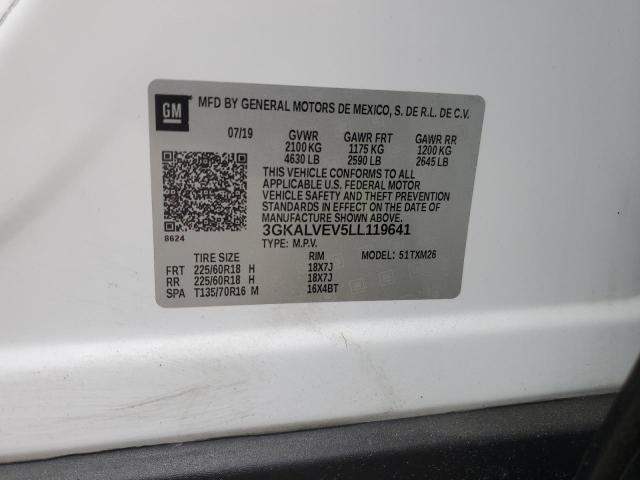 GM MFD BY GENERAL MOTORS DE MEXICO, S. DE R.L. DE C.V.
07/19 GVWR GAWR FRT GAWR RR
2100 KG 1175 KG 1200 KG
4630 LB 2590 LB 2645 LB
THIS VEHICLE CONFORMS TO ALL
APPLICABLE U.S. FEDERAL MOTOR
VEHICLE SAFETY AND THEFT PREVENTION
STANDARDS IN EFFECT ON THE DATE OF
MANUFACTURE SHOWN ABOVE.
3GKALVEV5LL119641
8624 TYPE: M.P.V.
TIRE SIZE RIM MODEL: 51TXM26
FRT 225/60R18 H 18X7J
RR 225/60R18 H 18X7J
SPA T135/70R16 M 16X4BT